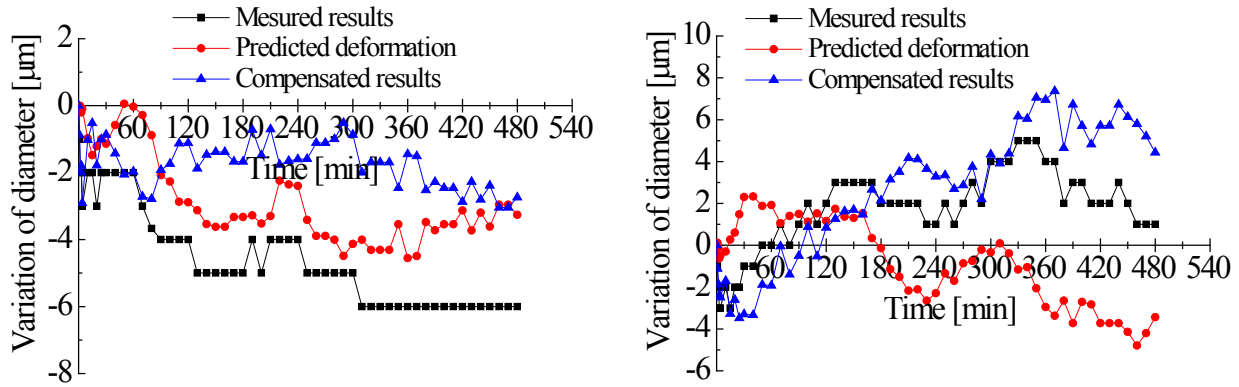 Mesured results
Predicted deformation
Compensated results
Variation of diameter [μm]
2
0
-2
-4
-6
-8
60 120 180 240 300 360 420 480 540
Time [min]
Mesured results
Predicted deformation
Compensated results
Variation of diameter [μm]
10
8
6
4
2
0
-2
-4
-6
60 120 180 240 300 360 420 480 540
Time [min]